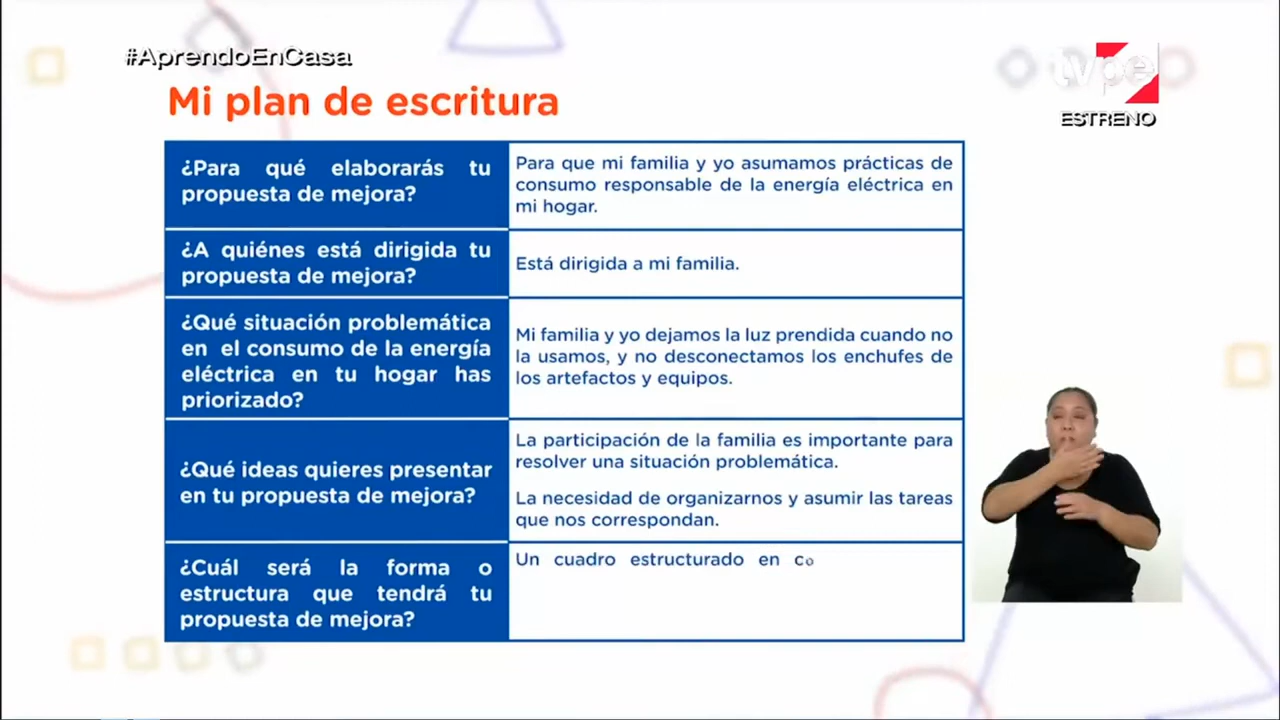 #AprendoEnCasa
tvpe
ESTRENO
Mi plan de escritura
¿Para qué elaborarás tu
propuesta de mejora?
Para que mi familia y yo asumamos prácticas de
consumo responsable de la energía eléctrica en
mi hogar.
¿A quiénes está dirigida tu
propuesta de mejora?
Está dirigida a mi familia.
¿Qué situación problemática
en el consumo de la energía
eléctrica en tu hogar has
priorizado?
Mi familia y yo dejamos la luz prendida cuando no
la usamos, y no desconectamos los enchufes de
los artefactos y equipos.
¿Qué ideas quieres presentar
en tu propuesta de mejora?
La participación de la familia es importante para
resolver una situación problemática.
La necesidad de organizarnos y asumir las tareas
que nos correspondan.
¿Cuál será la forma o
estructura que tendrá tu
propuesta de mejora?
Un cuadro estructurado en co